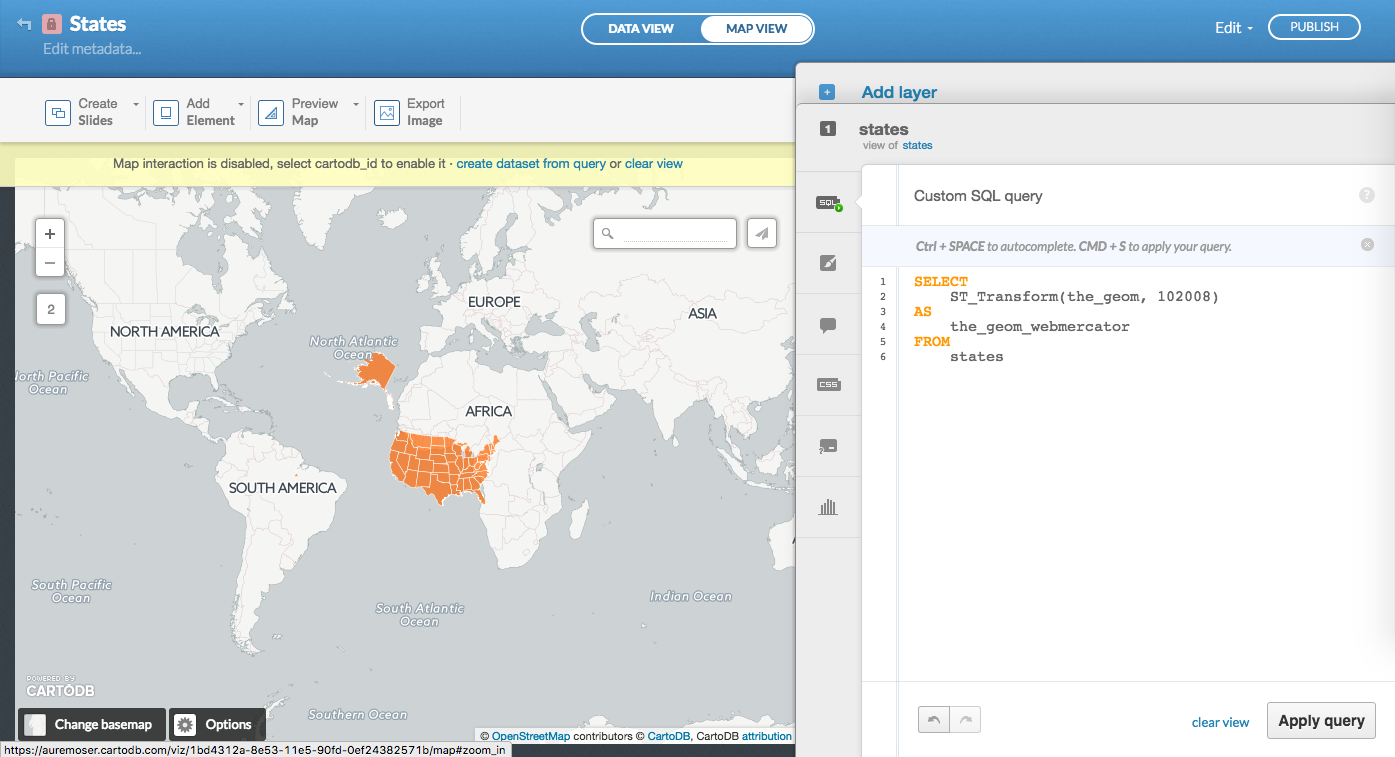 States
Edit metadata...
DATA VIEW
MAP VIEW
Edit
PUBLISH
Create
Slides
Add
Element
Preview
Map
Export
Image
Map interaction is disabled, select cartodb_id to enable it · create dataset from query or clear view
+
−
2
NORTH AMERICA
EUROPE
ASIA
North Atlantic
Ocean
North Pacific
Ocean
AFRICA
SOUTH AMERICA
South Pacific
Ocean
South Atlantic
Ocean
Indian Ocean
Southern Ocean
POWERED BY
CARTODB
Change basemap
Options
© OpenStreetMap contributors © CartoDB, CartoDB attribution
https://auremoser.cartodb.com/viz/1bd4312a-8e53-11e5-90fd-0ef24382571b/map#zoom_in
+
Add layer
1
states
view of states
SQL
CSS
Custom SQL query
?
Ctrl + SPACE to autocomplete. CMD + S to apply your query.
1 SELECT
2 ST_Transform(the_geom, 102008)
3 AS
4 the_geom_webmercator
5 FROM
6 states
clear view
Apply query